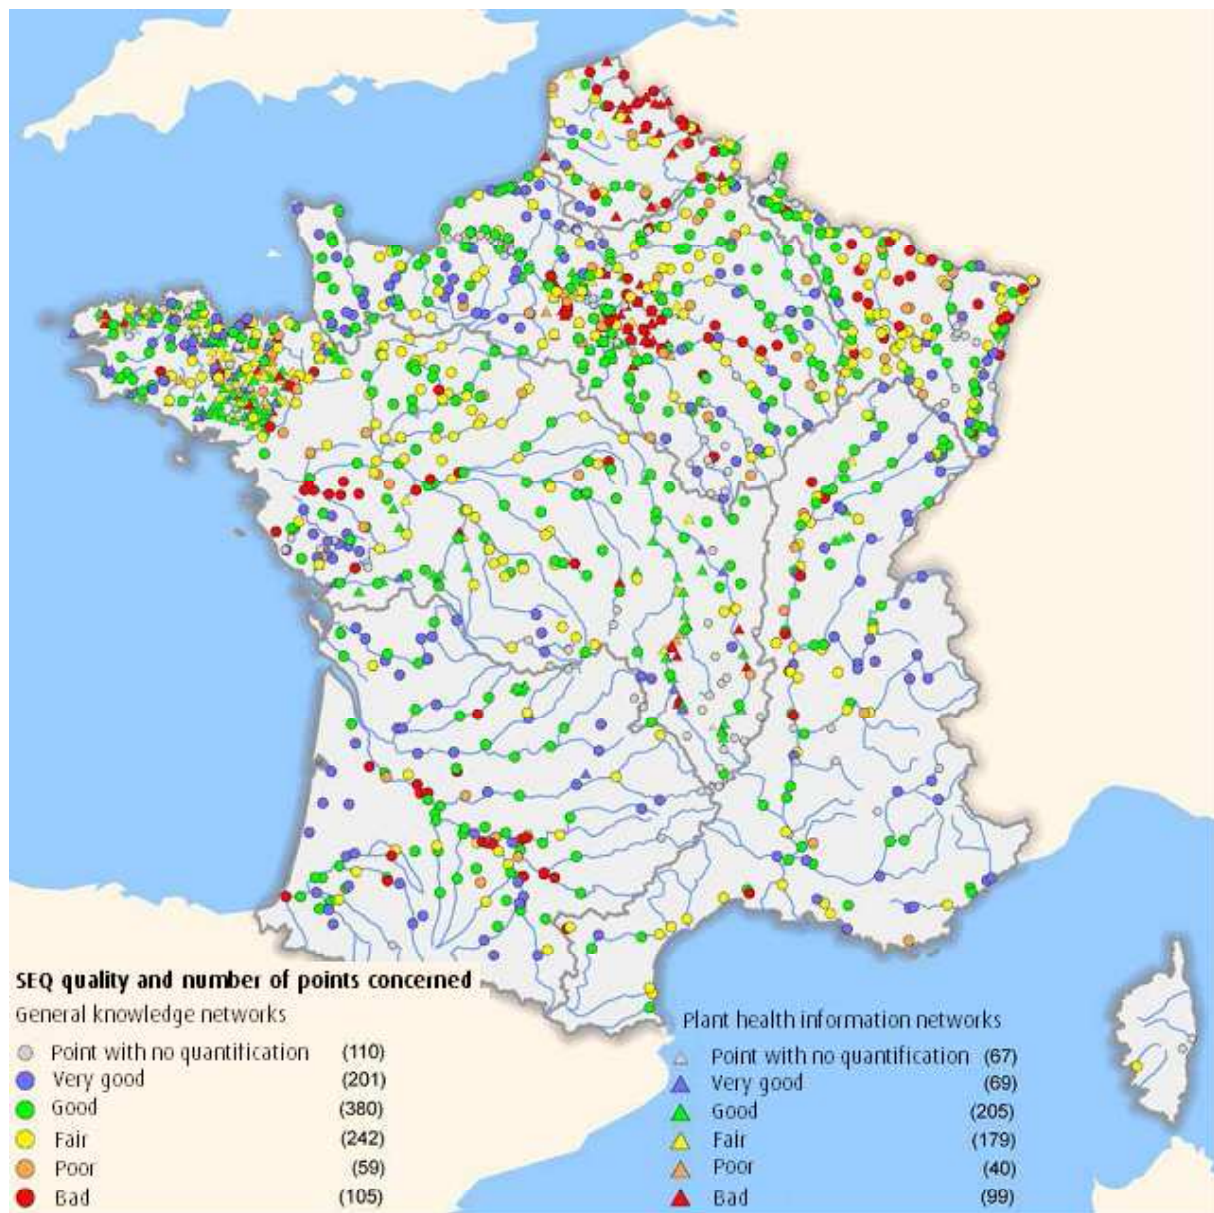 SEQ quality and number of points concerned
General knowledge networks
Point with no quantification (110)
Very good (201)
Good (380)
Fair (242)
Poor (59)
Bad (105)
Plant health information networks
Point with no quantification (67)
Very good (69)
Good (205)
Fair (179)
Poor (40)
Bad (99)